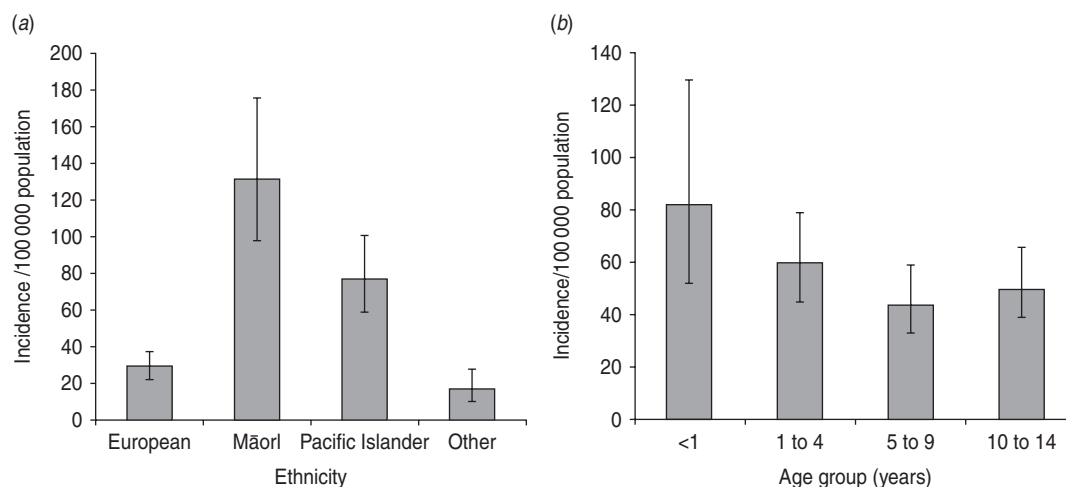 (a)
200
180
160
140
120
100
80
60
40
20
0
Incidence /100 000 population
European Māorl Pacific Islander Other
Ethnicity
(b)
140
120
100
80
60
40
20
0
Incidence/100 000 population
<1 1 to 4 5 to 9 10 to 14
Age group (years)